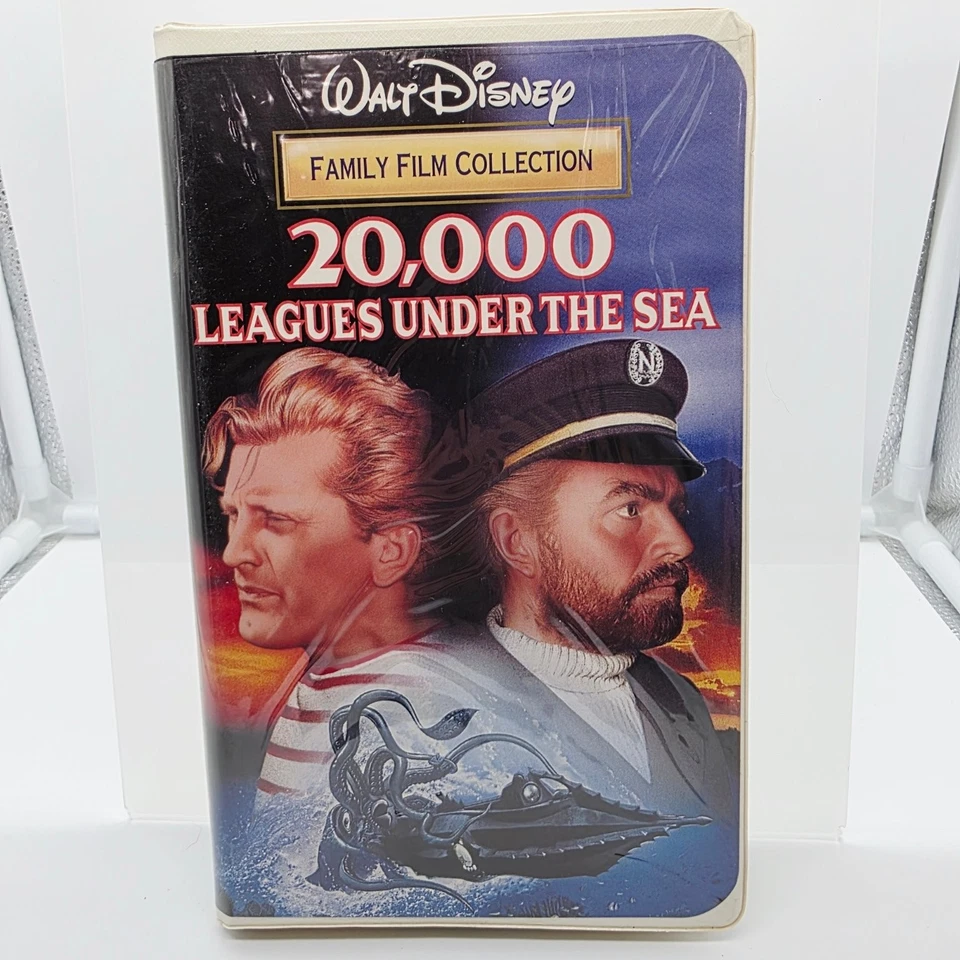 Walt Disney
FAMILY FILM COLLECTION
20,000
LEAGUES UNDER THE SEA
N